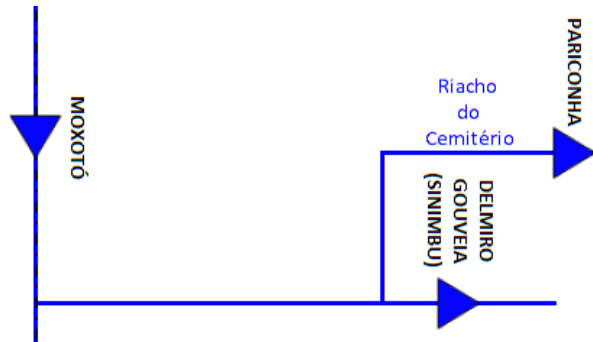 MOXOTÓ
Riacho
do
Cemitério
PARICONHA
DELMIRO
GOUVEIA
(SINIMBU)